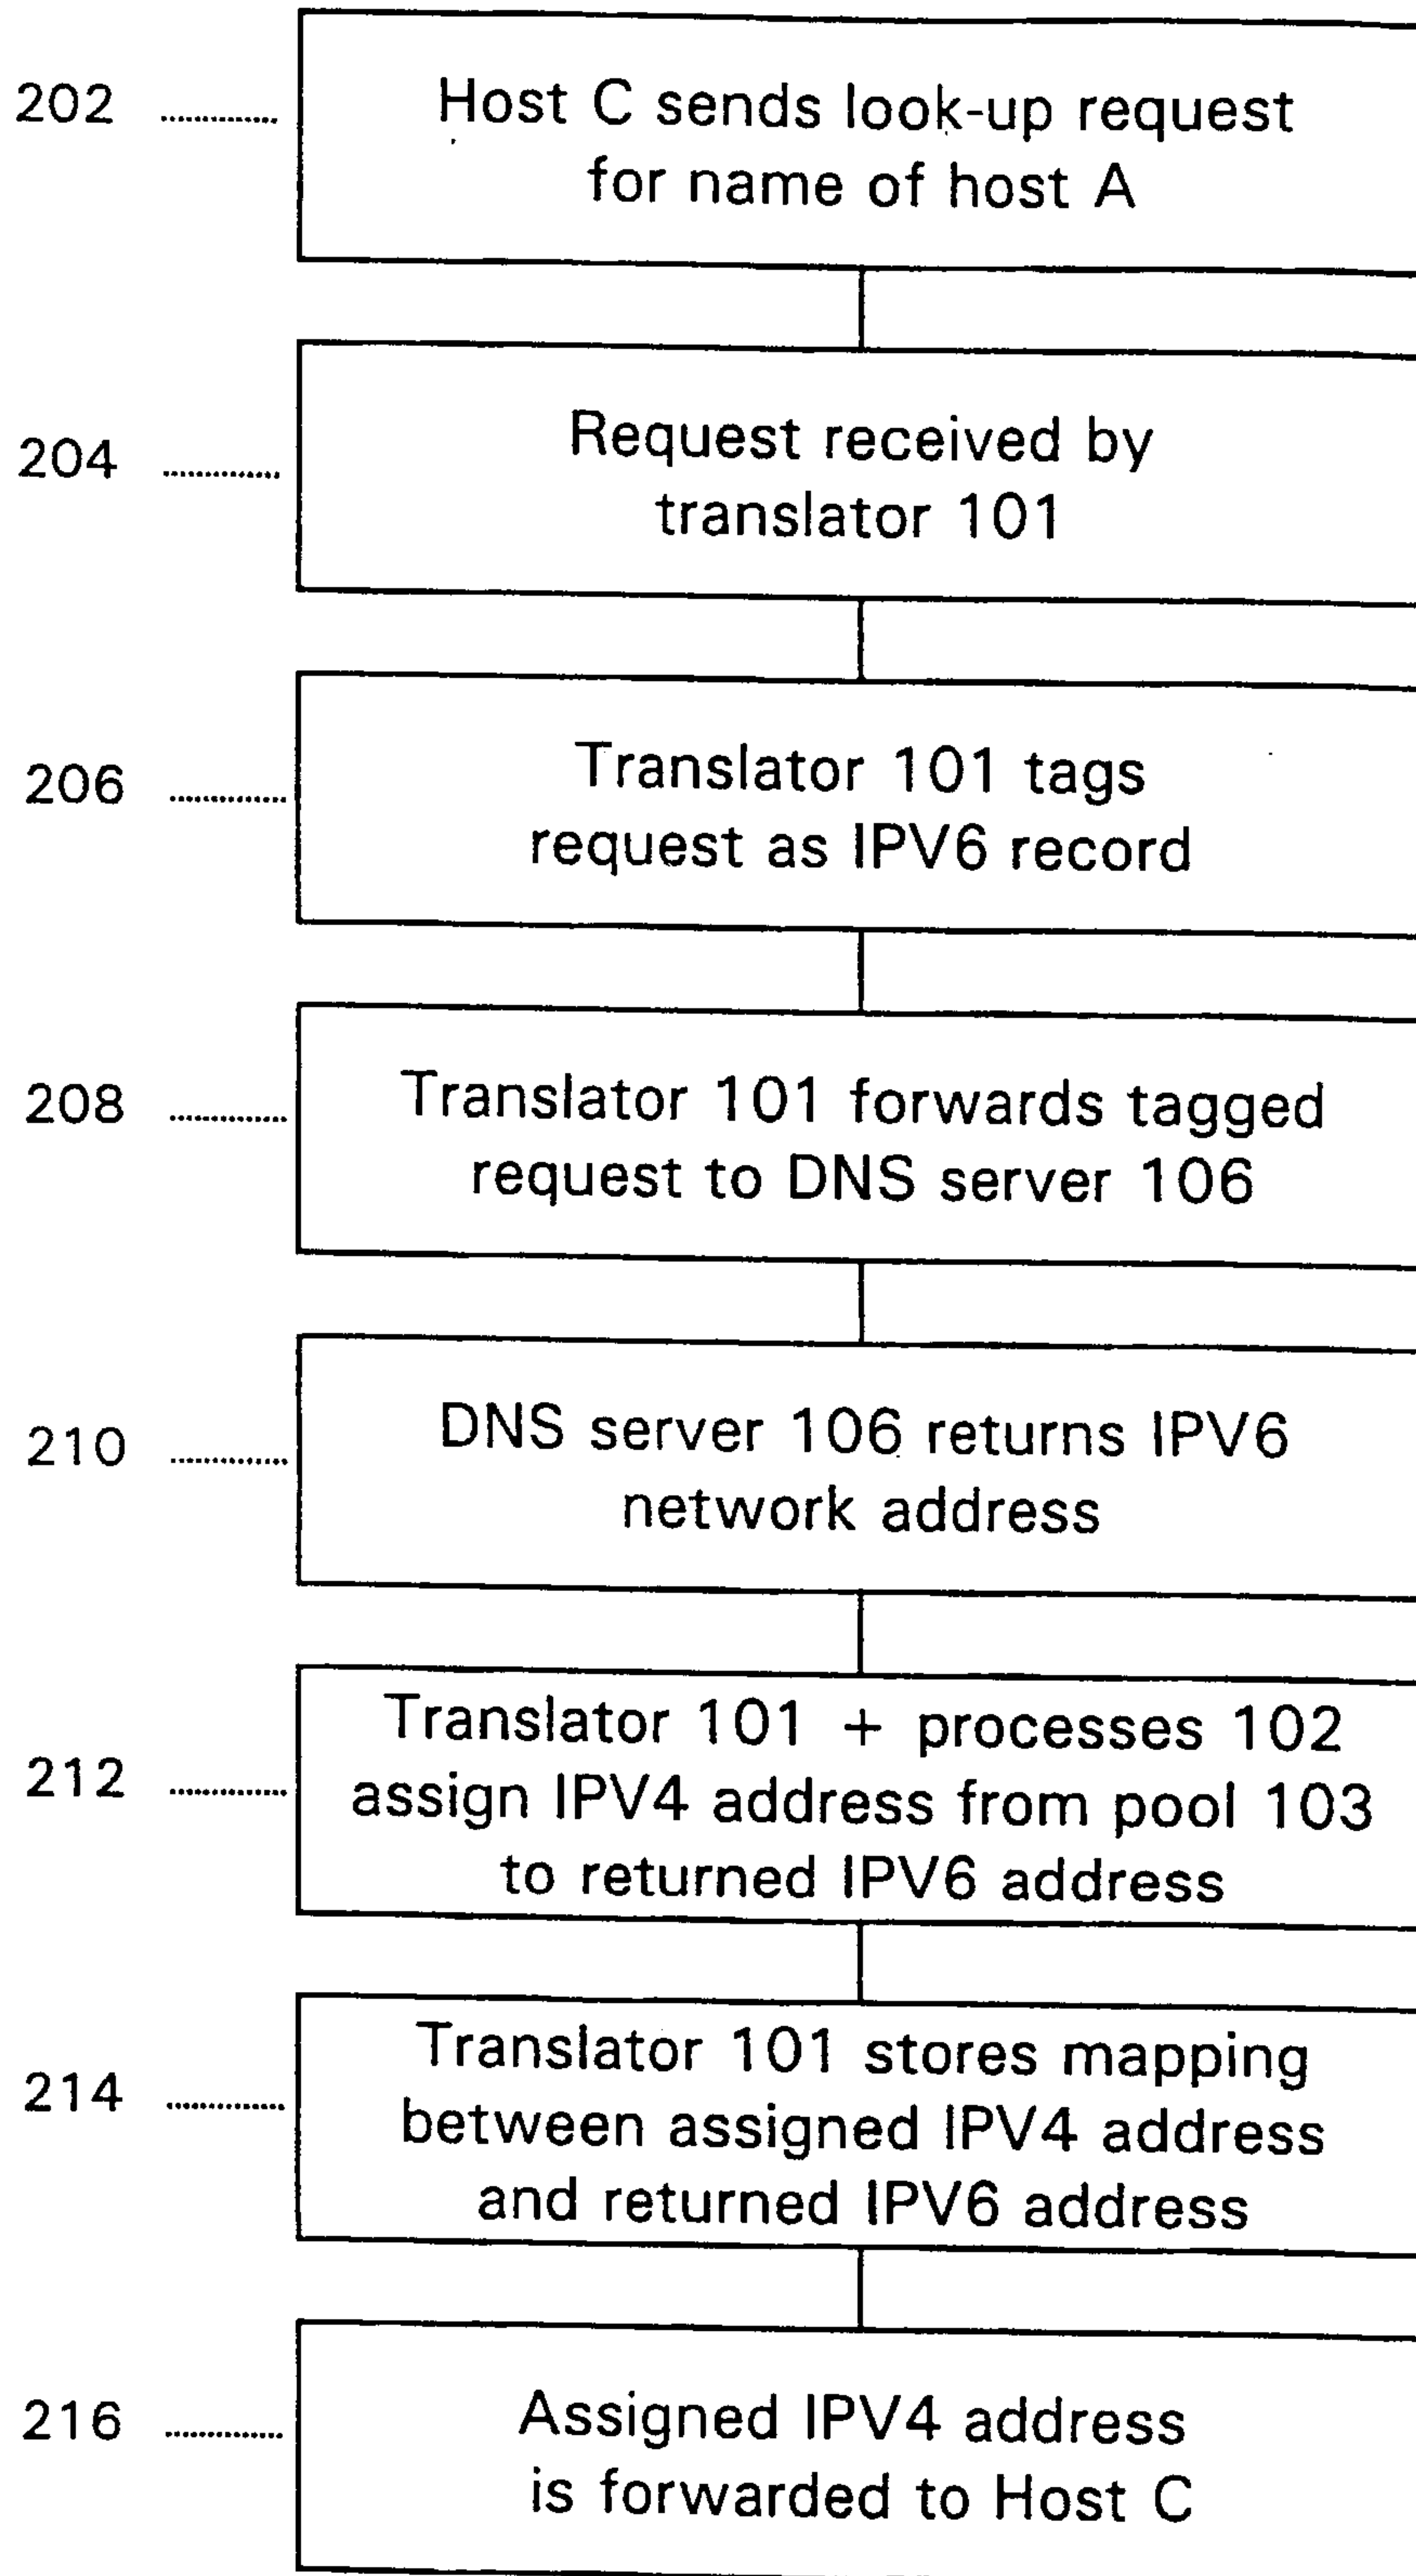 202
Host C sends look-up request
for name of host A
204
Request received by
translator 101
206
Translator 101 tags
request as IPV6 record
208
Translator 101 forwards tagged
request to DNS server 106
210
DNS server 106 returns IPV6
network address
212
Translator 101 + processes 102
assign IPV4 address from pool 103
to returned IPV6 address
214
Translator 101 stores mapping
between assigned IPV4 address
and returned IPV6 address
216
Assigned IPV4 address
is forwarded to Host C